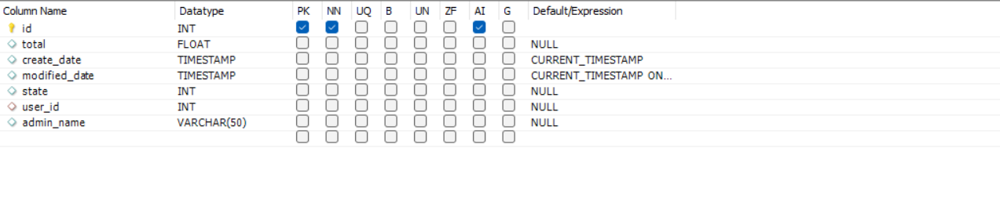 Column Name Datatype PK NN UQ B UN ZF AI G Default/Expression
id INT
total FLOAT NULL
create_date TIMESTAMP CURRENT_TIMESTAMP
modified_date TIMESTAMP CURRENT_TIMESTAMP ON...
state INT NULL
user_id INT NULL
admin_name VARCHAR(50) NULL